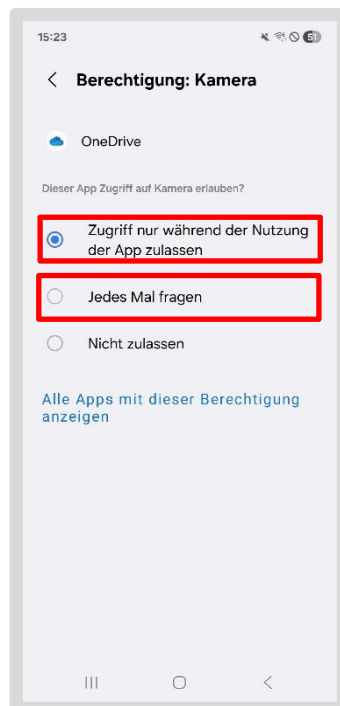 15:23
51
Berechtigung: Kamera
OneDrive
Dieser App Zugriff auf Kamera erlauben?
Zugriff nur während der Nutzung
der App zulassen
Jedes Mal fragen
Nicht zulassen
Alle Apps mit dieser Berechtigung
anzeigen